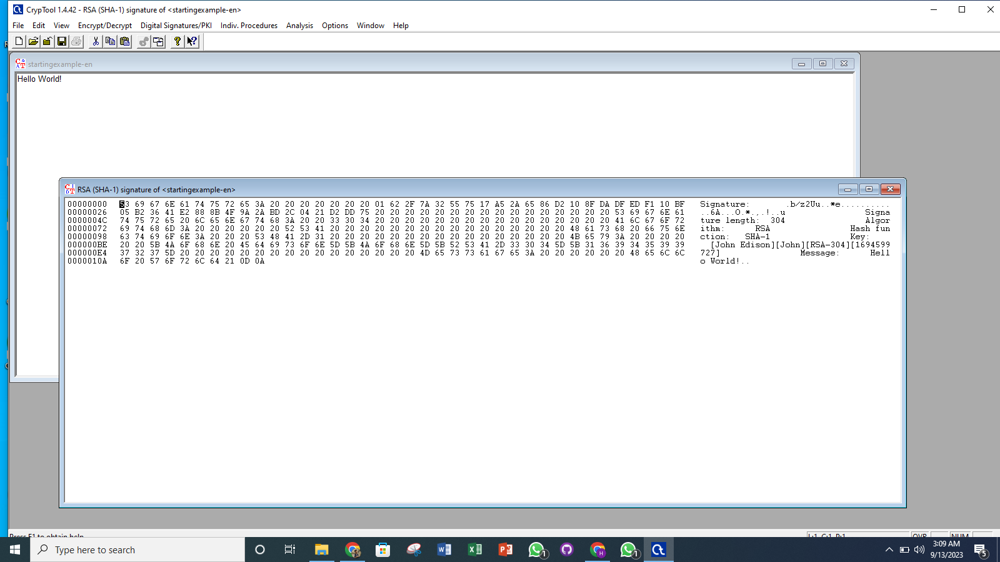 CrypTool 1.4.42 - RSA (SHA-1) signature of <startingexample-en>
File Edit View Encrypt/Decrypt Digital Signatures/PKI Indiv. Procedures Analysis Options Window Help
startingexample-en
Hello World!
RSA (SHA-1) signature of <startingexample-en>
00000000 53 69 67 6E 61 74 75 72 65 3A 20 20 20 20 20 20 20 01 62 2F 7A 32 55 75 17 A5 2A 65 86 D2 10 8F DA DF ED F1 10 BF Signature:       .b/z2Uu..*e..........
00000026 05 B2 36 41 E2 88 8B 4F 9A 2A BD 2C 04 21 D2 DD 75 20 20 20 20 20 20 20 20 20 20 20 20 20 20 20 20 53 69 67 6E 61 ..6A...O.*.,.!..u                Signa
0000004C 74 75 72 65 20 6C 65 6E 67 74 68 3A 20 20 33 30 34 20 20 20 20 20 20 20 20 20 20 20 20 20 20 20 20 41 6C 67 6F 72 ture length:  304                Algor
00000072 69 74 68 6D 3A 20 20 20 20 20 20 52 53 41 20 20 20 20 20 20 20 20 20 20 20 20 20 20 20 20 48 61 73 68 20 66 75 6E ithm:      RSA                Hash fun
00000098 63 74 69 6F 6E 3A 20 20 20 53 48 41 2D 31 20 20 20 20 20 20 20 20 20 20 20 20 20 20 20 20 4B 65 79 3A 20 20 20 20 ction:   SHA-1                Key:
000000BE 20 20 5B 4A 6F 68 6E 20 45 64 69 73 6F 6E 5D 5B 4A 6F 68 6E 5D 5B 52 53 41 2D 33 30 34 5D 5B 31 36 39 34 35 39 39 [John Edison][John][RSA-304][1694599
000000E4 37 32 37 5D 20 20 20 20 20 20 20 20 20 20 20 20 20 20 20 20 4D 65 73 73 61 67 65 3A 20 20 20 20 20 20 48 65 6C 6C 727]                Message:      Hell
0000010A 6F 20 57 6F 72 6C 64 21 0D 0A o World!..
Press F1 to obtain help.
L:1 C:1 P:1 OVR NUM
Type here to search
1
1
3:09 AM
9/13/2023
5